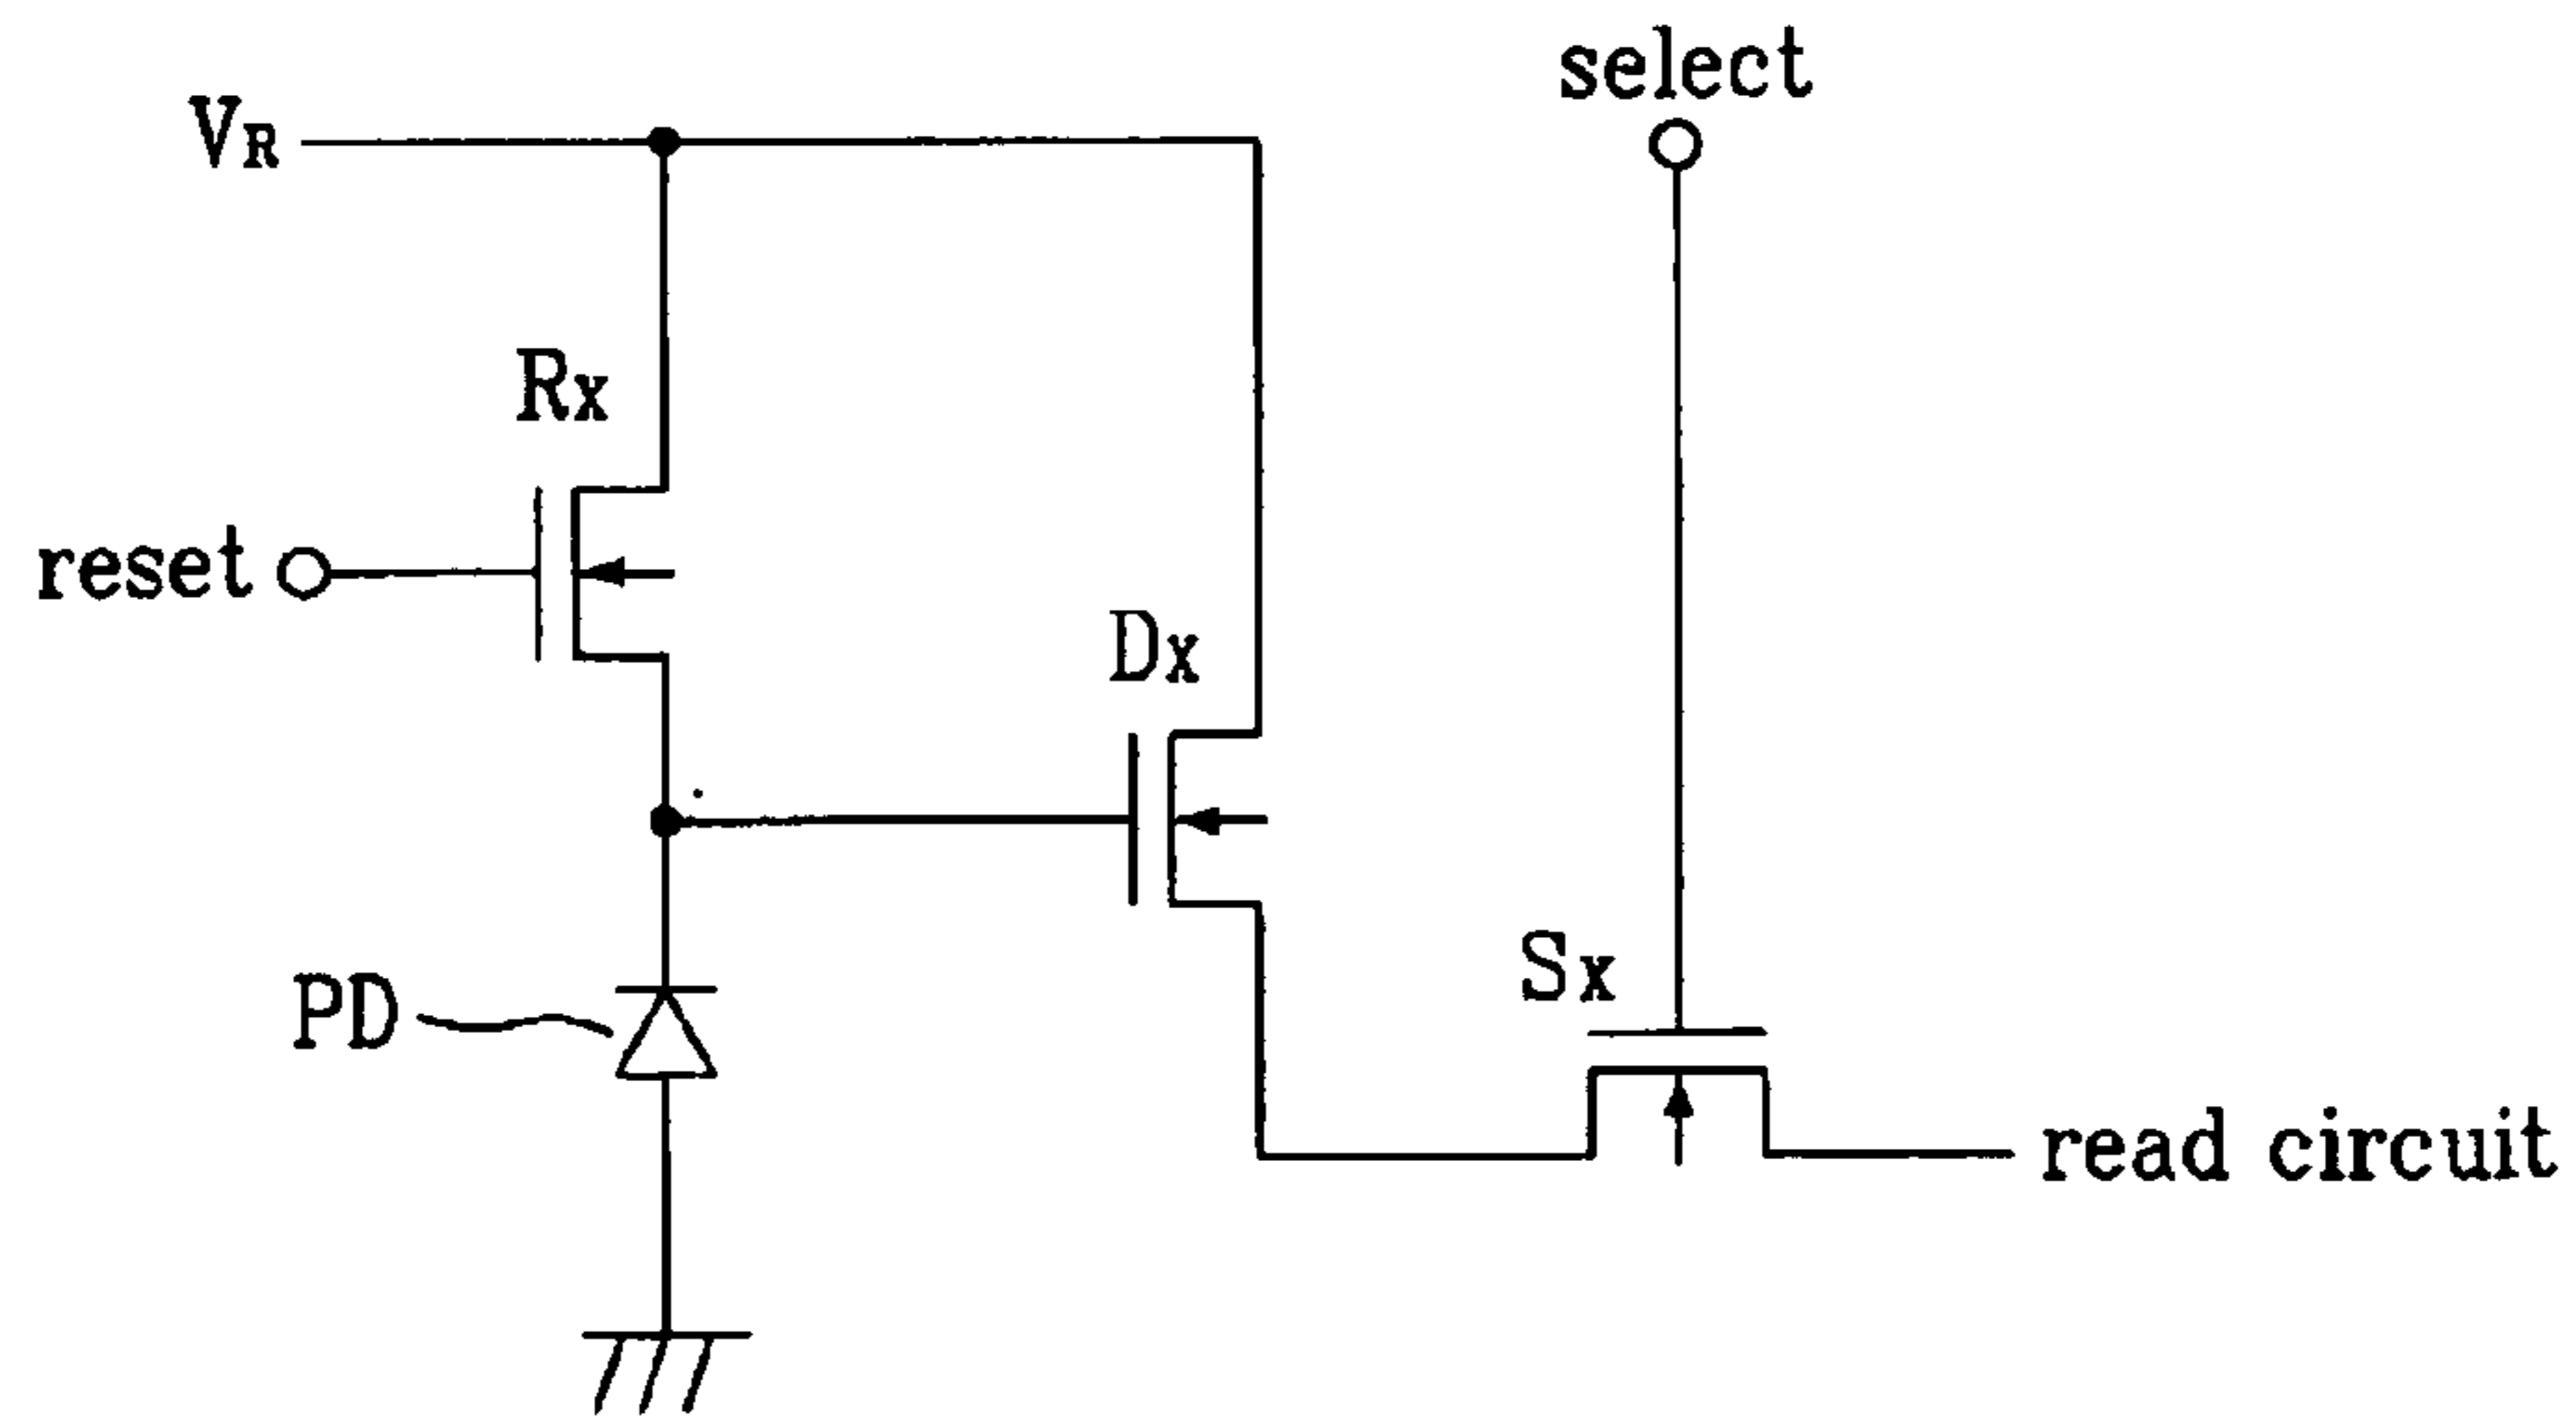 select
VR
Rx
reset
Dx
Sx
PD
read circuit